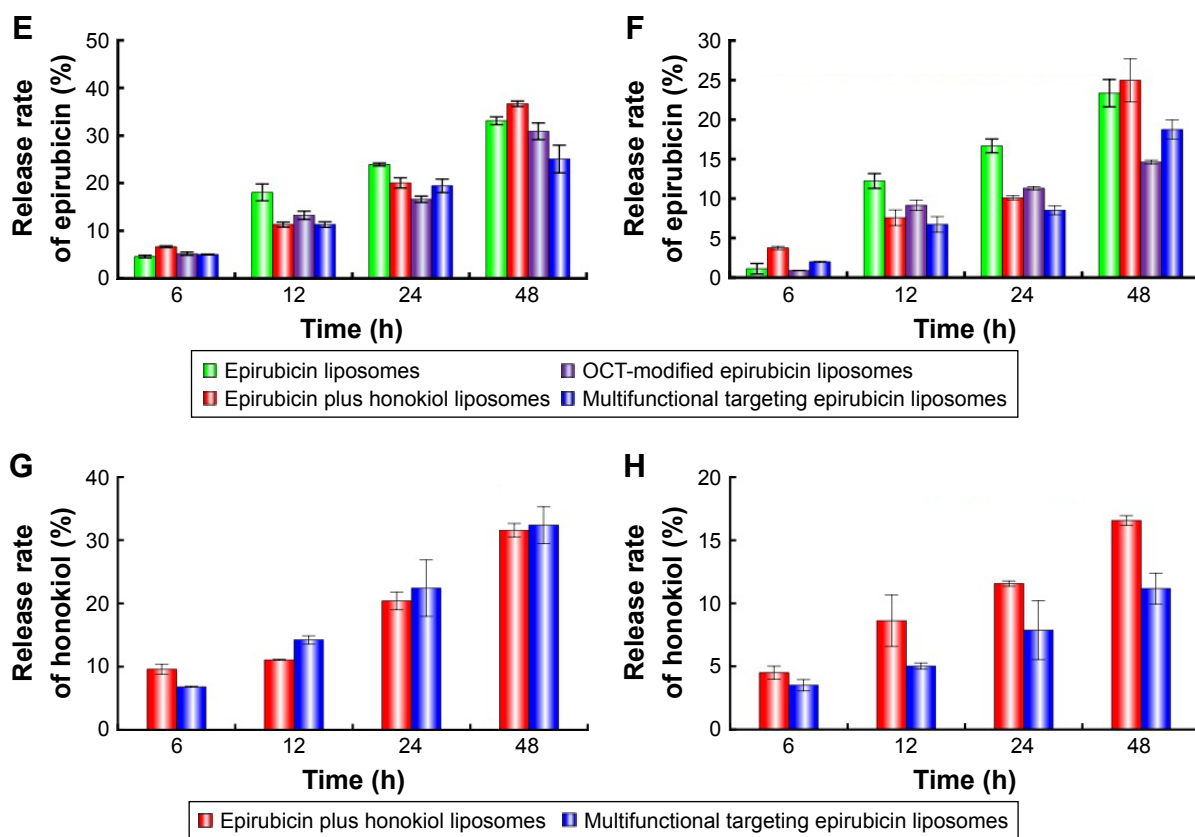 E
Release rate
of epirubicin (%)
50
40
30
20
10
0
6 12 24 48
Time (h)
F
Release rate
of epirubicin (%)
30
25
20
15
10
5
0
6 12 24 48
Time (h)
Epirubicin liposomes OCT-modified epirubicin liposomes
Epirubicin plus honokiol liposomes Multifunctional targeting epirubicin liposomes
G
Release rate
of honokiol (%)
40
30
20
10
0
6 12 24 48
Time (h)
H
Release rate
of honokiol (%)
20
15
10
5
0
6 12 24 48
Time (h)
Epirubicin plus honokiol liposomes Multifunctional targeting epirubicin liposomes